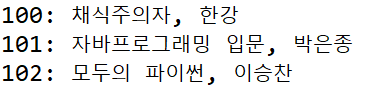 100: 채식주의자, 한강
101: 자바프로그래밍 입문, 박은종
102: 모두의 파이썬, 이승찬